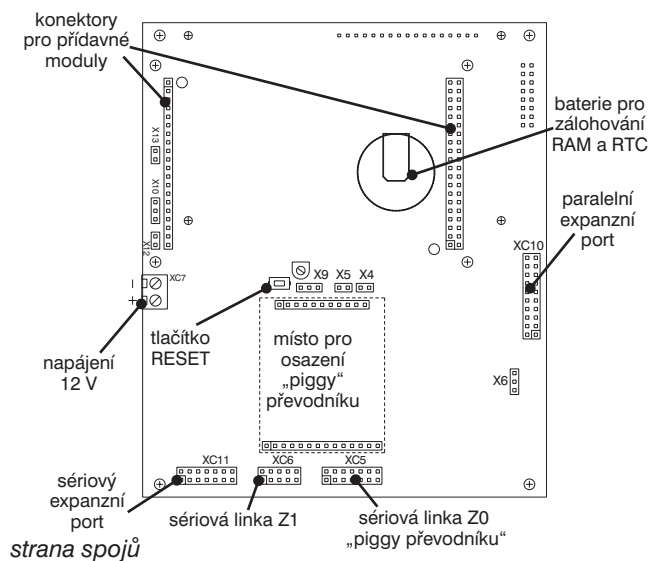 konektory
pro přídavné
moduly
baterie pro
zálohování
RAM a RTC
X13
X10
X12
paralelní
expanzní
port
XC10
XC7
–
+
X9 X5 X4
napájení
12 V
tlačítko
RESET
místo pro
osazení
„piggy“
převodníku
X6
XC11 XC6 XC5
sériový
expanzní
port
sériová linka Z1
sériová linka Z0
„piggy převodníku“
strana spojů